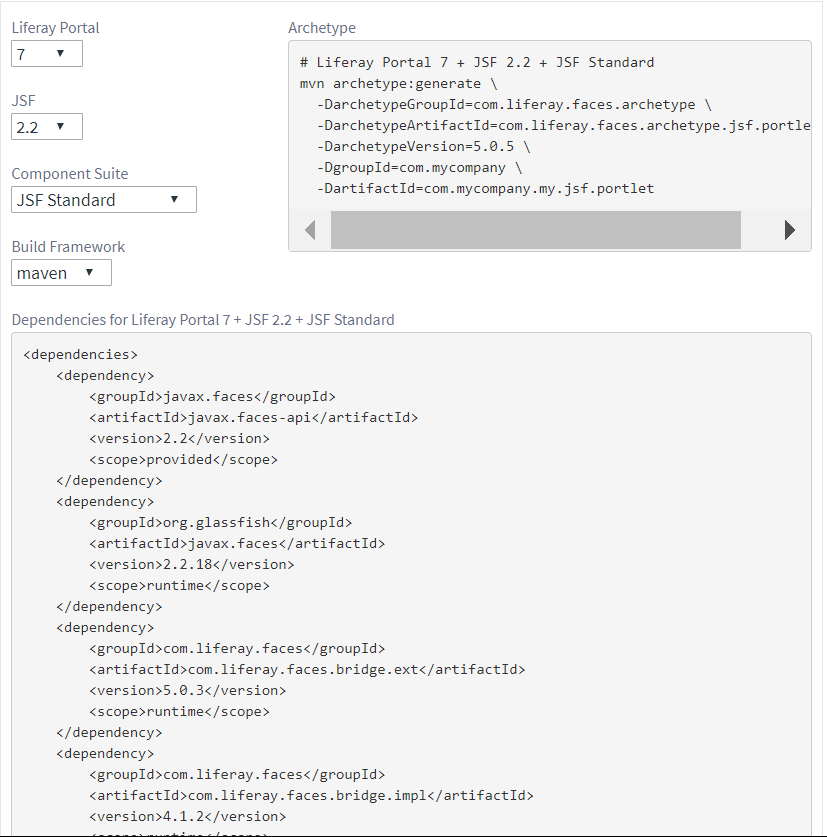 Liferay Portal
7
JSF
2.2
Component Suite
JSF Standard
Build Framework
maven
Archetype
# Liferay Portal 7 + JSF 2.2 + JSF Standard
mvn archetype:generate \
-DarchetypeGroupId=com.liferay.faces.archetype \
-DarchetypeArtifactId=com.liferay.faces.archetype.jsf.portle
-DarchetypeVersion=5.0.5 \
-DgroupId=com.mycompany \
-DartifactId=com.mycompany.my.jsf.portlet
Dependencies for Liferay Portal 7 + JSF 2.2 + JSF Standard
<dependencies>
<dependency>
<groupId>javax.faces</groupId>
<artifactId>javax.faces-api</artifactId>
<version>2.2</version>
<scope>provided</scope>
</dependency>
<dependency>
<groupId>org.glassfish</groupId>
<artifactId>javax.faces</artifactId>
<version>2.2.18</version>
<scope>runtime</scope>
</dependency>
<dependency>
<groupId>com.liferay.faces</groupId>
<artifactId>com.liferay.faces.bridge.ext</artifactId>
<version>5.0.3</version>
<scope>runtime</scope>
</dependency>
<dependency>
<groupId>com.liferay.faces</groupId>
<artifactId>com.liferay.faces.bridge.impl</artifactId>
<version>4.1.2</version>